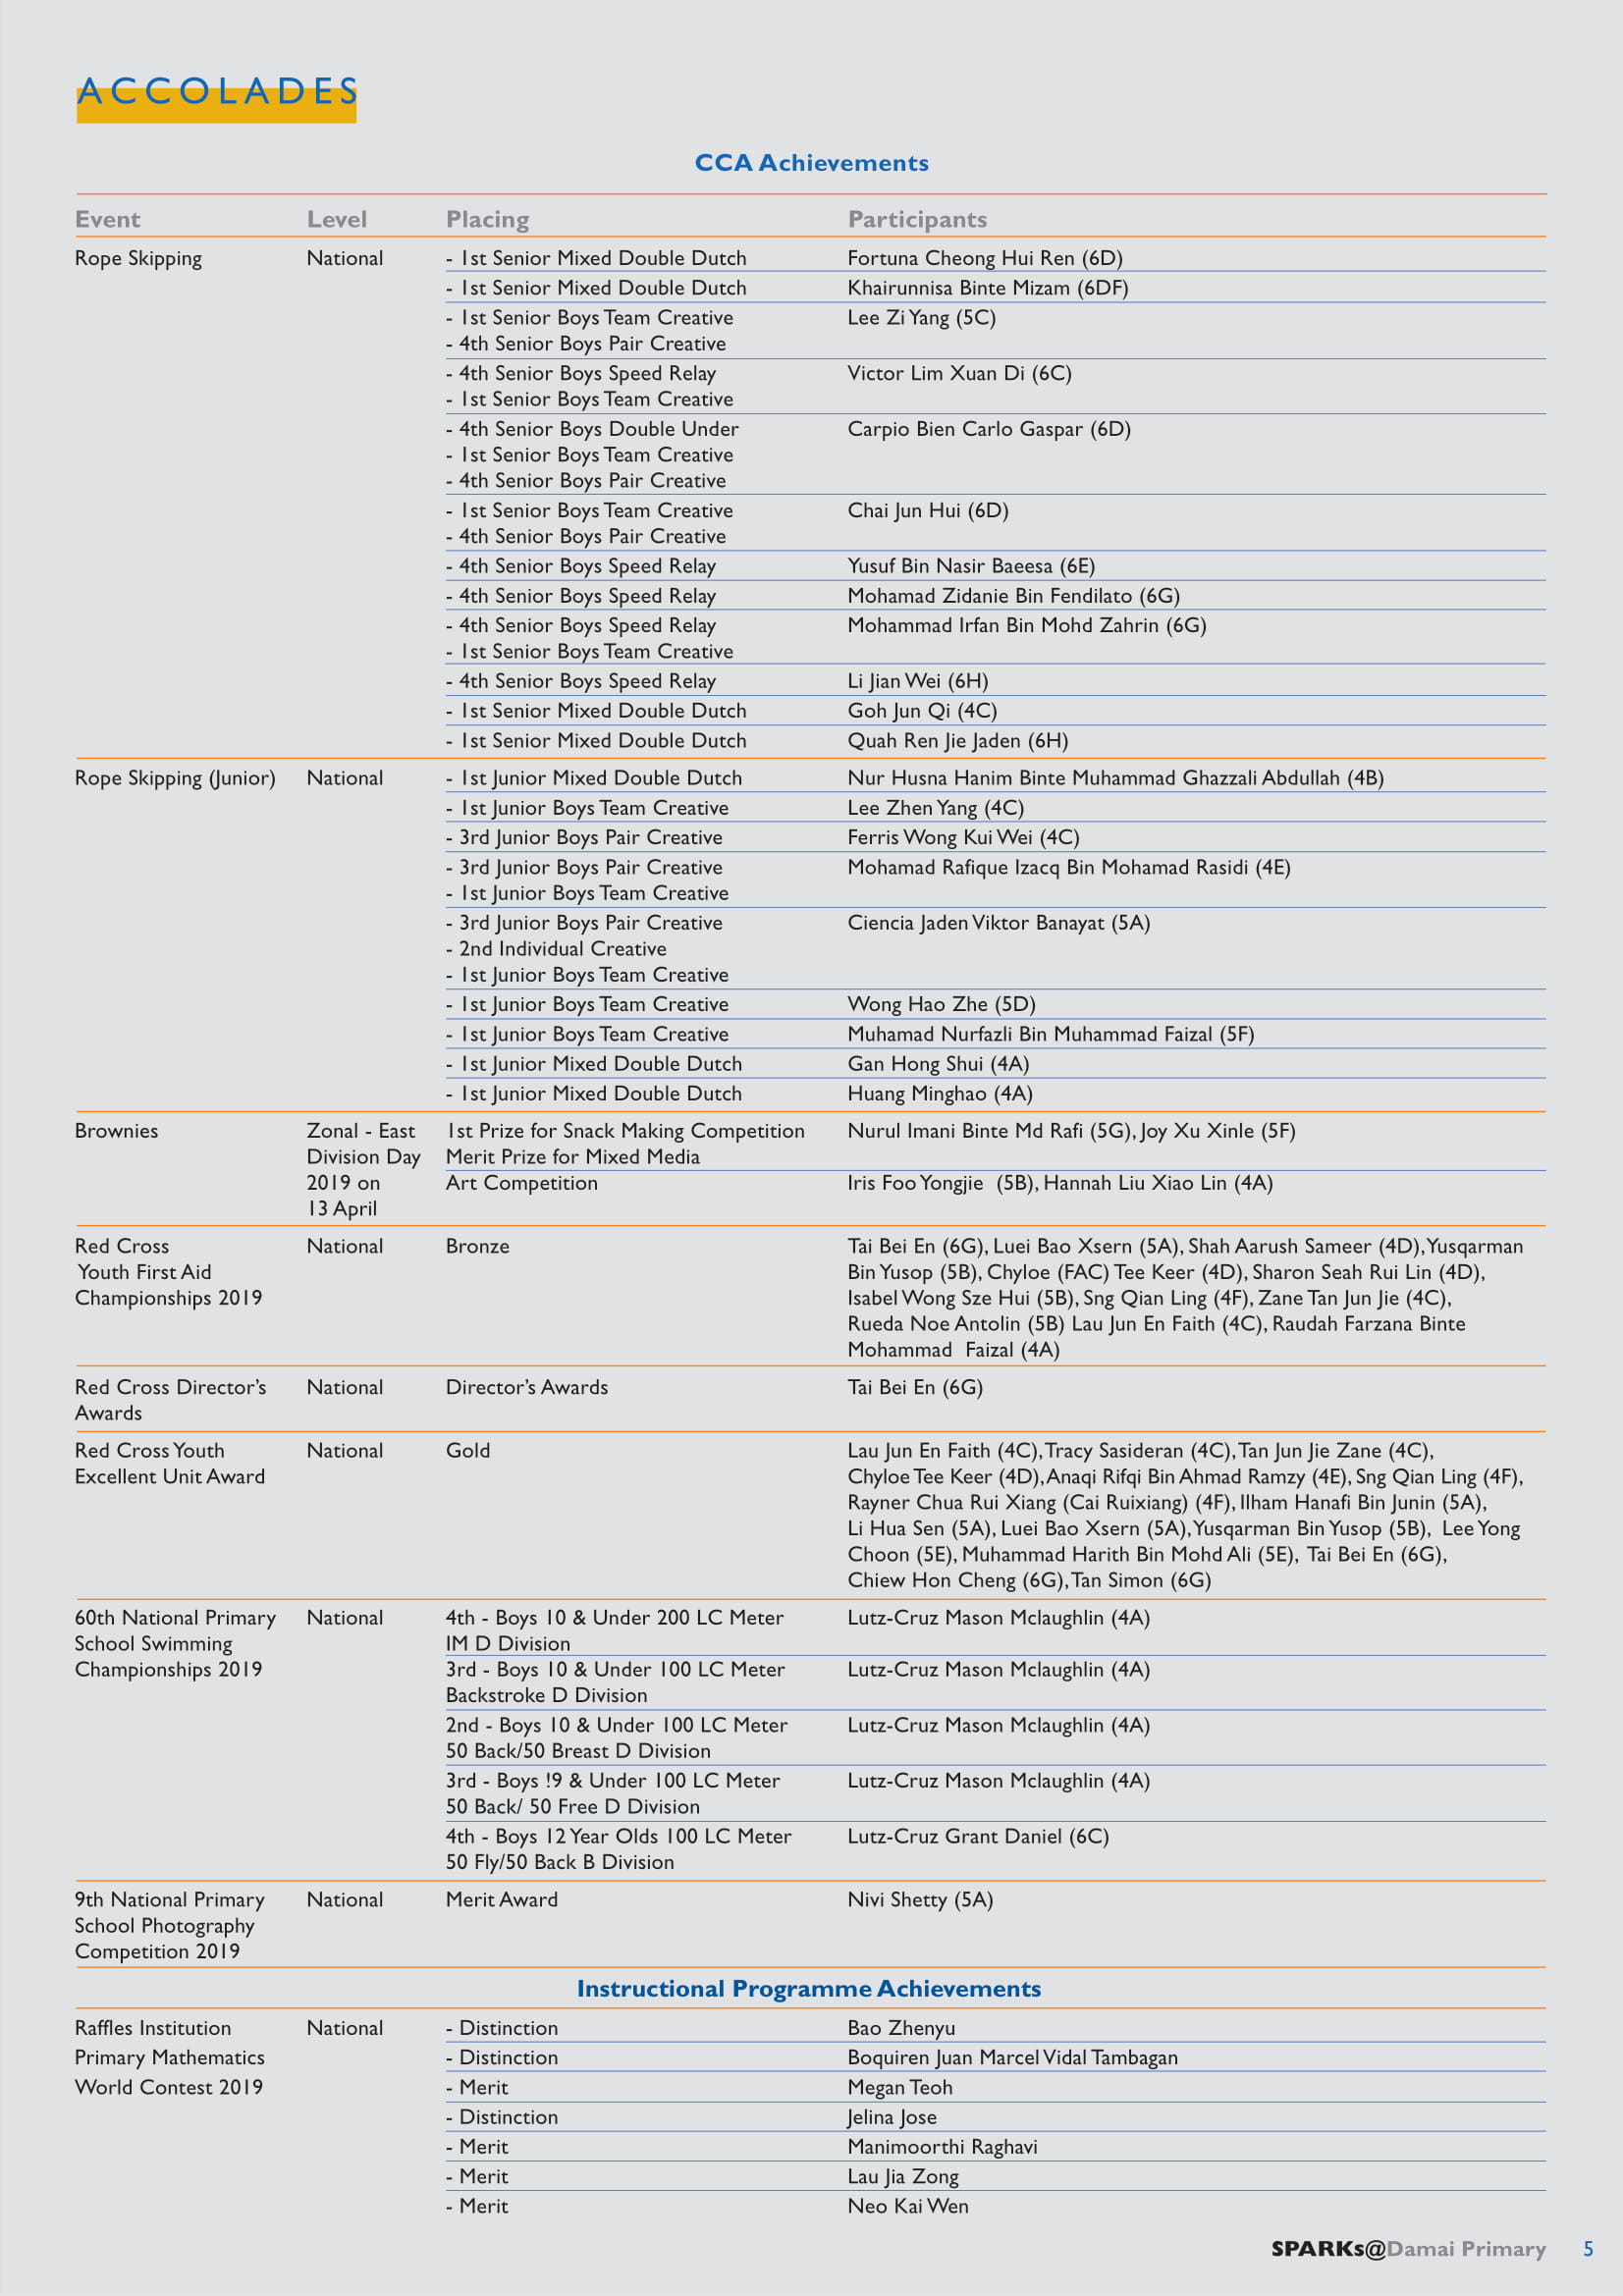 ACCOLADES
CCA Achievements
Event Level Placing Participants
Rope Skipping National - 1st Senior Mixed Double Dutch Fortuna Cheong Hui Ren (6D)
- 1st Senior Mixed Double Dutch Khairunnisa Binte Mizam (6DF)
- 1st Senior Boys Team Creative Lee Zi Yang (5C)
- 4th Senior Boys Pair Creative
- 4th Senior Boys Speed Relay Victor Lim Xuan Di (6C)
- 1st Senior Boys Team Creative
- 4th Senior Boys Double Under Carpio Bien Carlo Gaspar (6D)
- 1st Senior Boys Team Creative
- 4th Senior Boys Pair Creative
- 1st Senior Boys Team Creative Chai Jun Hui (6D)
- 4th Senior Boys Pair Creative
- 4th Senior Boys Speed Relay Yusuf Bin Nasir Baeesa (6E)
- 4th Senior Boys Speed Relay Mohamad Zidanie Bin Fendilato (6G)
- 4th Senior Boys Speed Relay Mohammad Irfan Bin Mohd Zahrin (6G)
- 1st Senior Boys Team Creative
- 4th Senior Boys Speed Relay Li Jian Wei (6H)
- 1st Senior Mixed Double Dutch Goh Jun Qi (4C)
- 1st Senior Mixed Double Dutch Quah Ren Jie Jaden (6H)
Rope Skipping (Junior) National - 1st Junior Mixed Double Dutch Nur Husna Hanim Binte Muhammad Ghazzali Abdullah (4B)
- 1st Junior Boys Team Creative Lee Zhen Yang (4C)
- 3rd Junior Boys Pair Creative Ferris Wong Kui Wei (4C)
- 3rd Junior Boys Pair Creative Mohamad Rafique Izacq Bin Mohamad Rasidi (4E)
- 1st Junior Boys Team Creative
- 3rd Junior Boys Pair Creative Ciencia Jaden Viktor Banayat (5A)
- 2nd Individual Creative
- 1st Junior Boys Team Creative
- 1st Junior Boys Team Creative Wong Hao Zhe (5D)
- 1st Junior Boys Team Creative Muhamad Nurfazli Bin Muhammad Faizal (5F)
- 1st Junior Mixed Double Dutch Gan Hong Shui (4A)
- 1st Junior Mixed Double Dutch Huang Minghao (4A)
Brownies Zonal - East 1st Prize for Snack Making Competition Nurul Imani Binte Md Rafi (5G), Joy Xu Xinle (5F)
Division Day Merit Prize for Mixed Media
2019 on Art Competition Iris Foo Yongjie (5B), Hannah Liu Xiao Lin (4A)
13 April
Red Cross National Bronze Tai Bei En (6G), Luei Bao Xsern (5A), Shah Aarush Sameer (4D), Yusqarman
Youth First Aid Bin Yusop (5B), Chyloe (FAC) Tee Keer (4D), Sharon Seah Rui Lin (4D),
Championships 2019 Isabel Wong Sze Hui (5B), Sng Qian Ling (4F), Zane Tan Jun Jie (4C),
Rueda Noe Antolin (5B) Lau Jun En Faith (4C), Raudah Farzana Binte
Mohammad Faizal (4A)
Red Cross Director's National Director's Awards Tai Bei En (6G)
Awards
Red Cross Youth National Gold Lau Jun En Faith (4C), Tracy Sasideran (4C), Tan Jun Jie Zane (4C),
Excellent Unit Award Chyloe Tee Keer (4D), Anaqi Rifqi Bin Ahmad Ramzy (4E), Sng Qian Ling (4F),
Rayner Chua Rui Xiang (Cai Ruixiang) (4F), Ilham Hanafi Bin Junin (5A),
Li Hua Sen (5A), Luei Bao Xsern (5A), Yusqarman Bin Yusop (5B), Lee Yong
Choon (5E), Muhammad Harith Bin Mohd Ali (5E), Tai Bei En (6G),
Chiew Hon Cheng (6G), Tan Simon (6G)
60th National Primary National 4th - Boys 10 & Under 200 LC Meter Lutz-Cruz Mason Mclaughlin (4A)
School Swimming IM D Division
Championships 2019 3rd - Boys 10 & Under 100 LC Meter Lutz-Cruz Mason Mclaughlin (4A)
Backstroke D Division
2nd - Boys 10 & Under 100 LC Meter Lutz-Cruz Mason Mclaughlin (4A)
50 Back/50 Breast D Division
3rd - Boys !9 & Under 100 LC Meter Lutz-Cruz Mason Mclaughlin (4A)
50 Back/ 50 Free D Division
4th - Boys 12 Year Olds 100 LC Meter Lutz-Cruz Grant Daniel (6C)
50 Fly/50 Back B Division
9th National Primary National Merit Award Nivi Shetty (5A)
School Photography
Competition 2019
Instructional Programme Achievements
Raffles Institution National - Distinction Bao Zhenyu
Primary Mathematics - Distinction Boquiren Juan Marcel Vidal Tambagan
World Contest 2019 - Merit Megan Teoh
- Distinction Jelina Jose
- Merit Manimoorthi Raghavi
- Merit Lau Jia Zong
- Merit Neo Kai Wen
SPARKs@Damai Primary 5